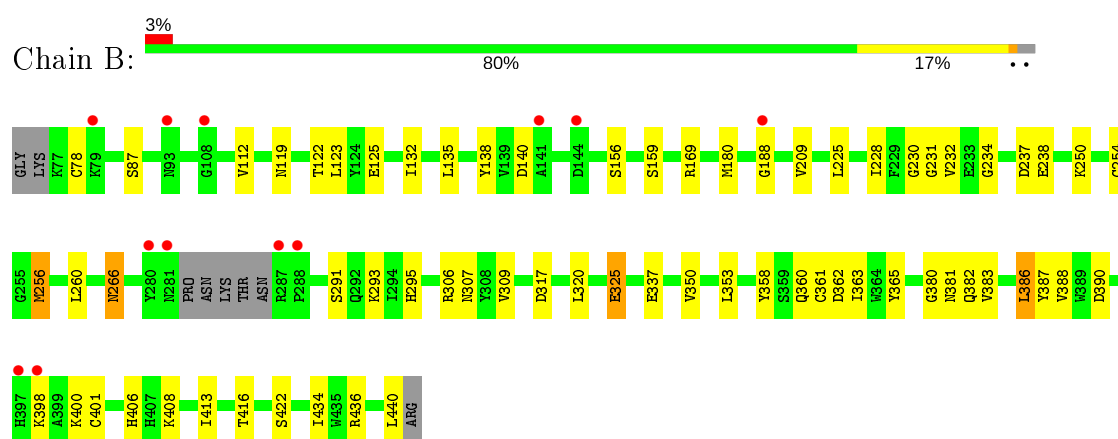 3%
Chain B:
80% 17% • •
GLY LYS K77 C78 K79 S87 N93 G108 V112 N119 T122 L123 Y124 E125 I132 L135 Y138 V139 D140 A141 D144 S156 S159 R169 M180 G188 V209 L225 I228 F229 G230 G231 V232 E233 G234 D237 E238 K250 C254
G255 M256 L260 N266 Y280 N281 PRO ASN LYS THR ASN R287 P288 S291 Q292 K293 I294 H295 R306 N307 Y308 V309 D317 L320 E325 E337 V350 L353 Y358 S359 Q360 C361 D362 I363 W364 Y365 G380 N381 Q382 V383 L386 Y387 V388 W389 D390
H397 K398 A399 K400 C401 H406 H407 K408 I413 T416 S422 I434 W435 R436 L440 ARG